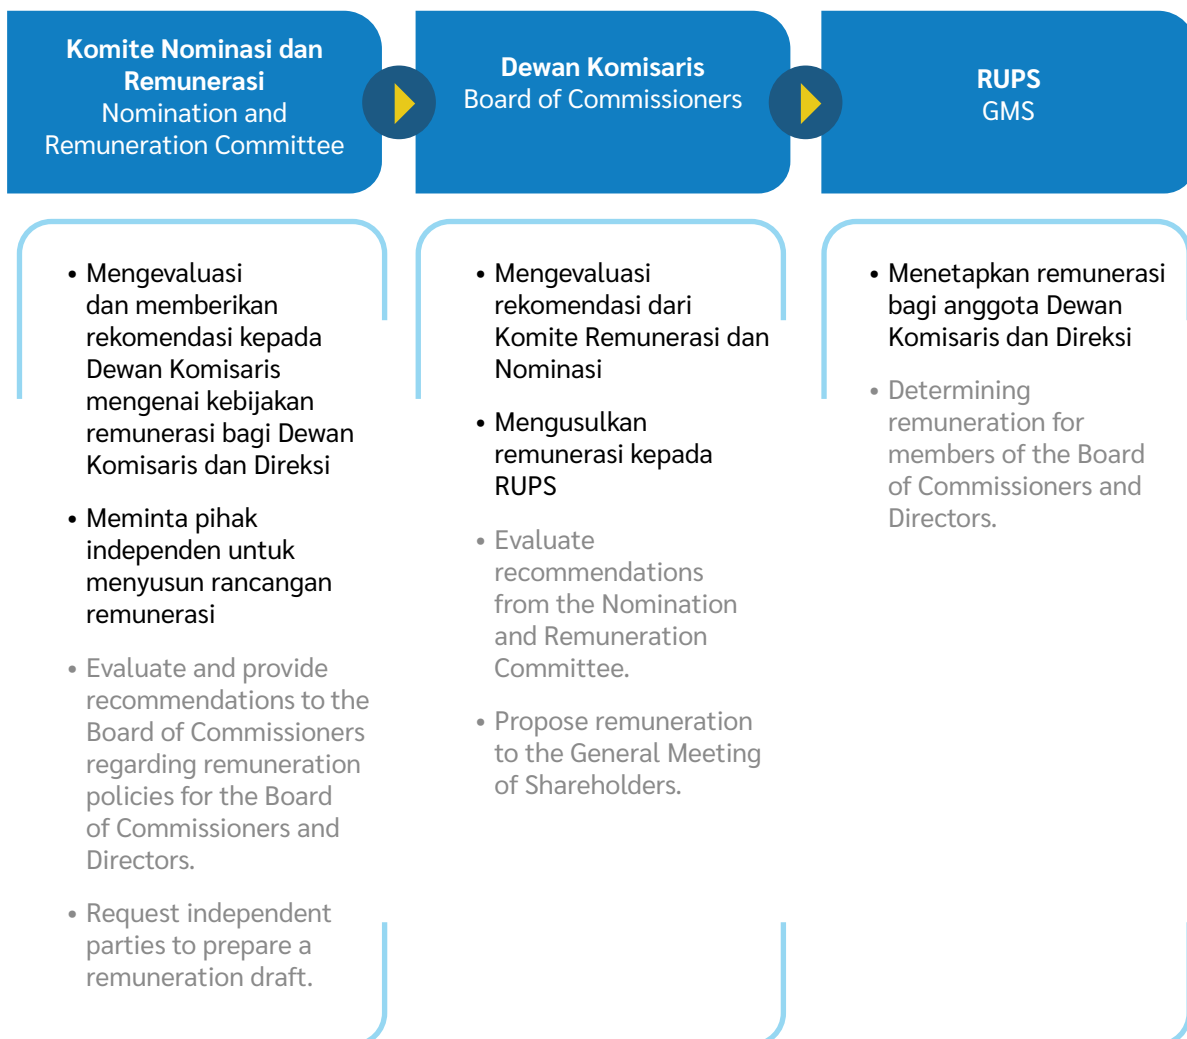 Komite Nominasi dan
Remunerasi
Nomination and
Remuneration Committee
Dewan Komisaris
Board of Commissioners
RUPS
GMS
• Mengevaluasi
dan memberikan
rekomendasi kepada
Dewan Komisaris
mengenai kebijakan
remunerasi bagi Dewan
Komisaris dan Direksi
• Meminta pihak
independen untuk
menyusun rancangan
remunerasi
• Evaluate and provide
recommendations to the
Board of Commissioners
regarding remuneration
policies for the Board
of Commissioners and
Directors.
• Request independent
parties to prepare a
remuneration draft.
• Mengevaluasi
rekomendasi dari
Komite Remunerasi dan
Nominasi
• Mengusulkan
remunerasi kepada
RUPS
• Evaluate
recommendations
from the Nomination
and Remuneration
Committee.
• Propose remuneration
to the General Meeting
of Shareholders.
• Menetapkan remunerasi
bagi anggota Dewan
Komisaris dan Direksi
• Determining
remuneration for
members of the Board
of Commissioners and
Directors.